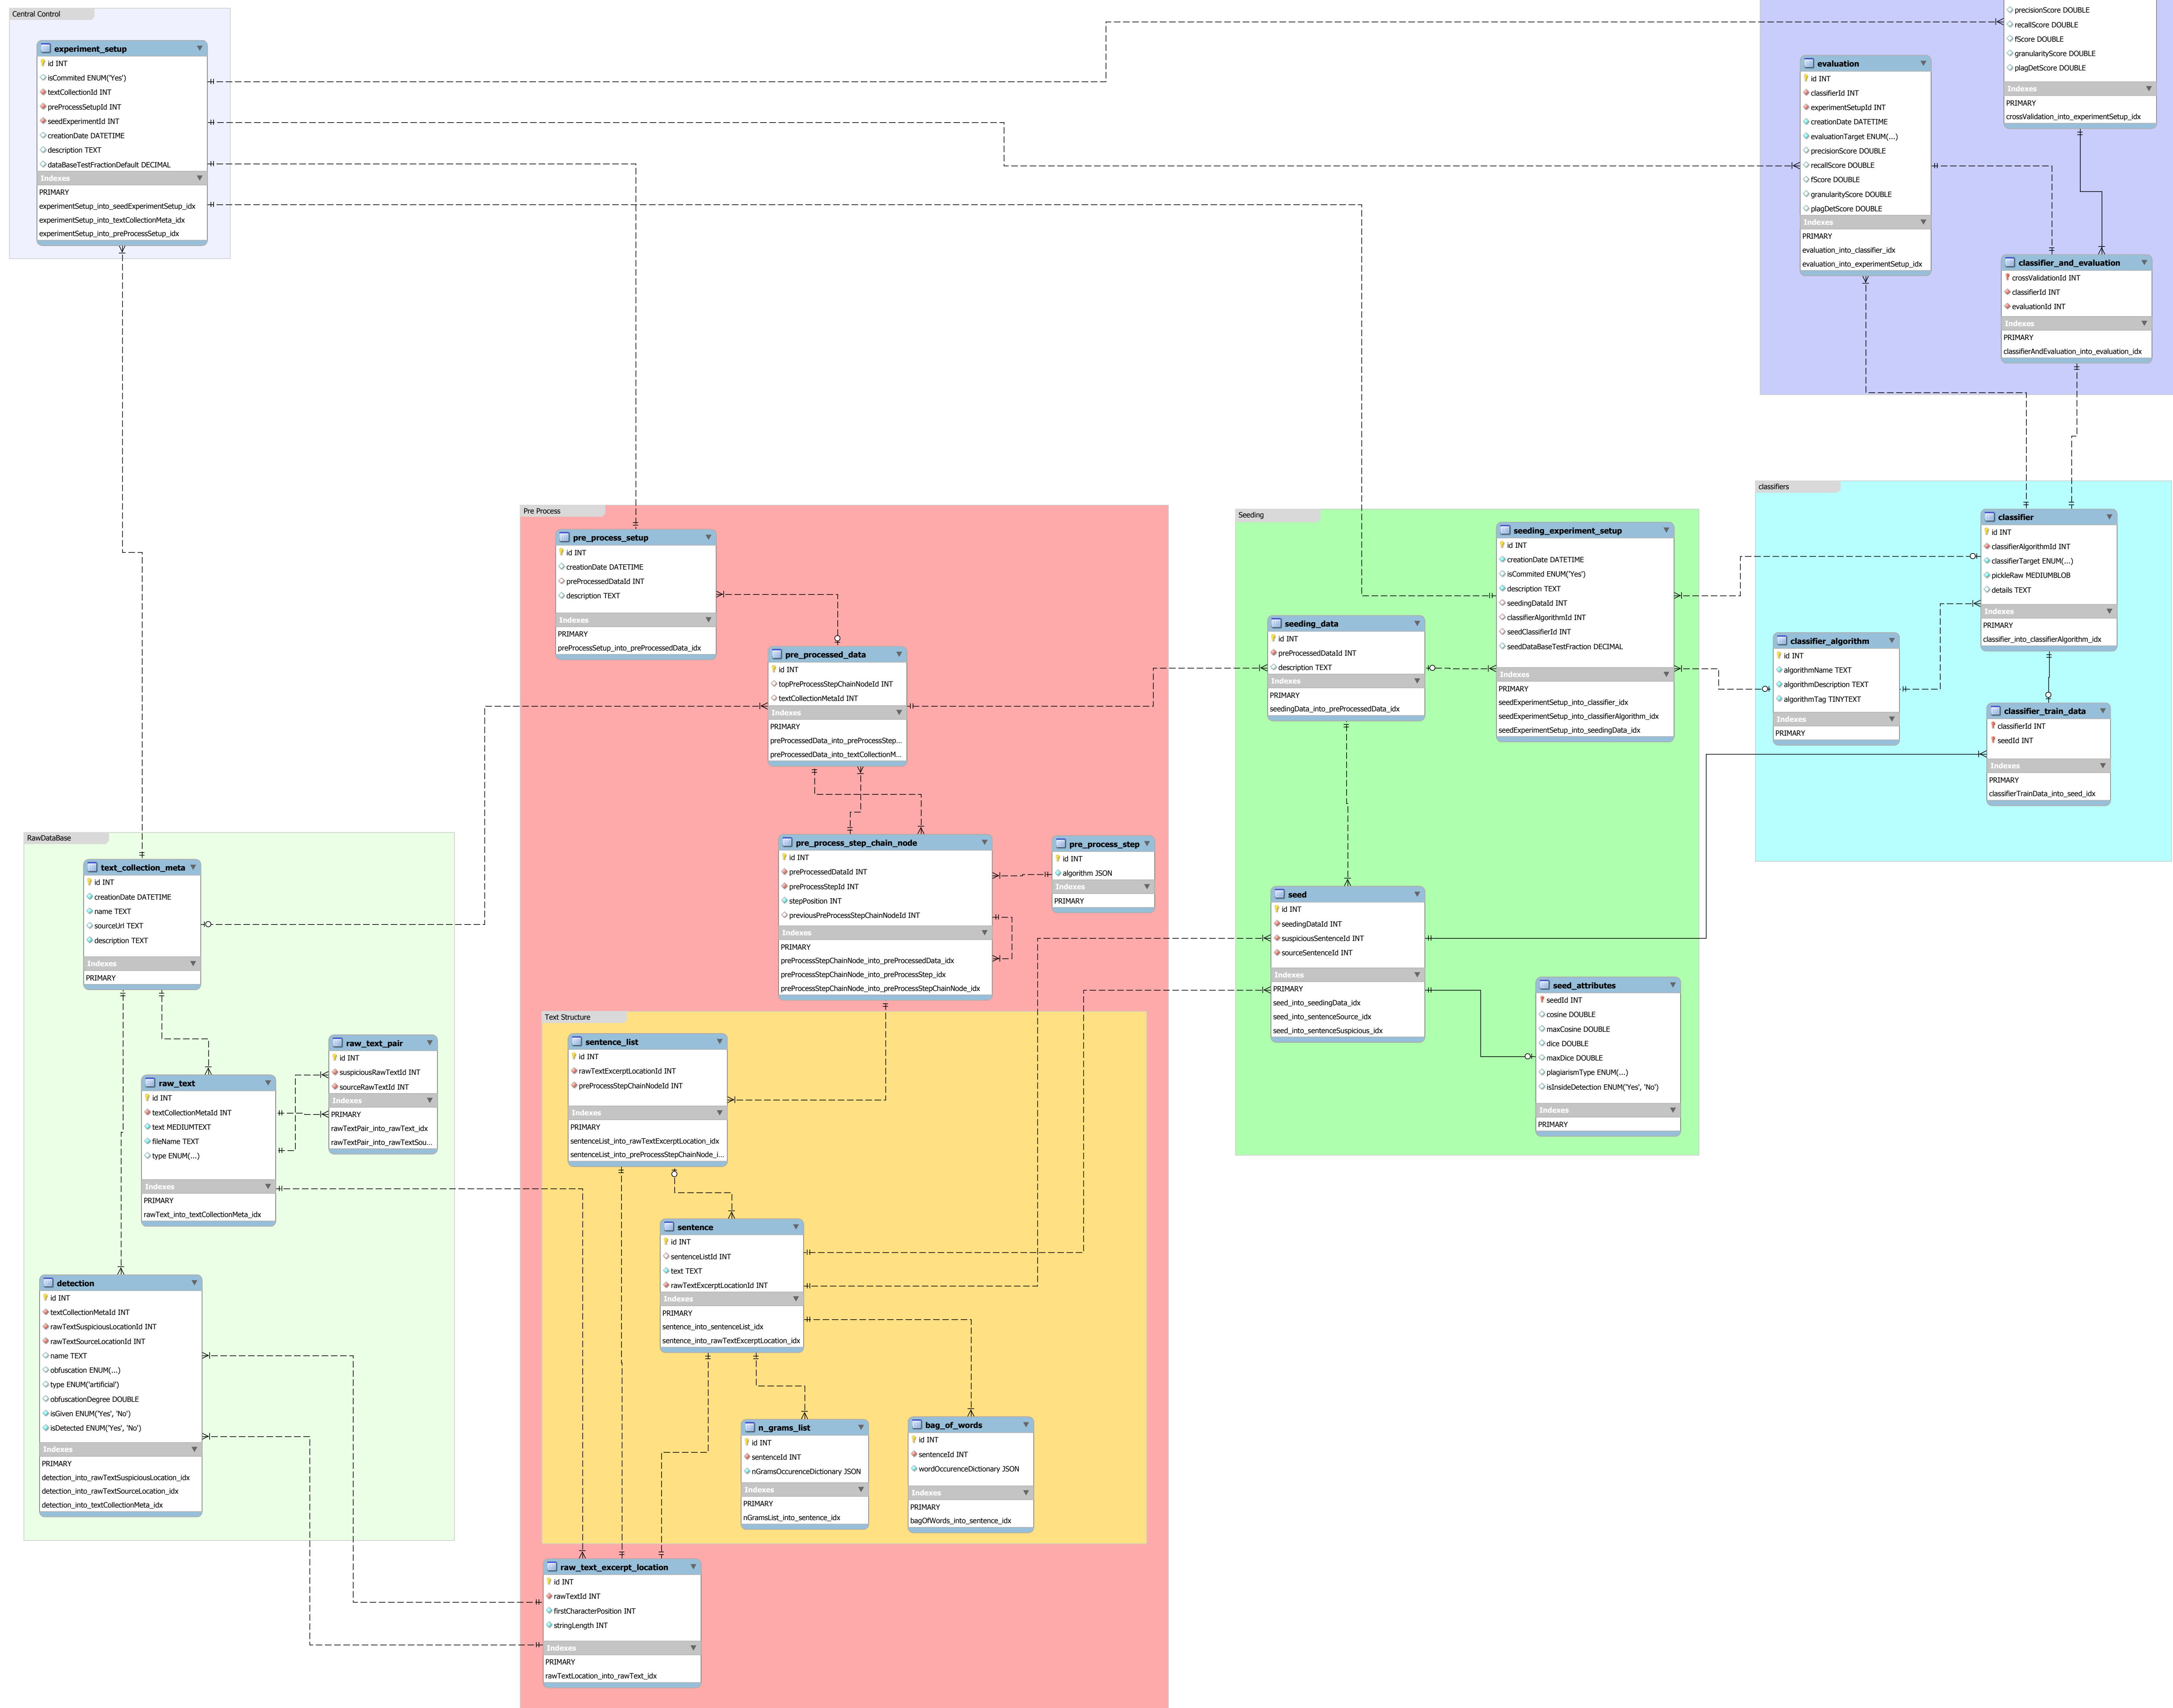 Central Control
experiment_setup
id INT
isCommited ENUM('Yes')
textCollectionId INT
preProcessSetupId INT
seedExperimentId INT
creationDate DATETIME
description TEXT
dataBaseTestFractionDefault DECIMAL
Indexes
PRIMARY
experimentSetup_into_seedExperimentSetup_idx
experimentSetup_into_textCollectionMeta_idx
experimentSetup_into_preProcessSetup_idx
precisionScore DOUBLE
recallScore DOUBLE
fScore DOUBLE
granularityScore DOUBLE
plagDetScore DOUBLE
Indexes
PRIMARY
crossValidation_into_experimentSetup_idx
evaluation
id INT
classifierId INT
experimentSetupId INT
creationDate DATETIME
evaluationTarget ENUM(...)
precisionScore DOUBLE
recallScore DOUBLE
fScore DOUBLE
granularityScore DOUBLE
plagDetScore DOUBLE
Indexes
PRIMARY
evaluation_into_classifier_idx
evaluation_into_experimentSetup_idx
classifier_and_evaluation
crossValidationId INT
classifierId INT
evaluationId INT
Indexes
PRIMARY
classifierAndEvaluation_into_evaluation_idx
Pre Process
pre_process_setup
id INT
creationDate DATETIME
preProcessedDataId INT
description TEXT
Indexes
PRIMARY
preProcessSetup_into_preProcessedData_idx
pre_processed_data
id INT
topPreProcessStepChainNodeId INT
textCollectionMetaId INT
Indexes
PRIMARY
preProcessedData_into_preProcessStep...
preProcessedData_into_textCollectionM...
pre_process_step_chain_node
id INT
preProcessedDataId INT
preProcessStepId INT
stepPosition INT
previousPreProcessStepChainNodeId INT
Indexes
PRIMARY
preProcessStepChainNode_into_preProcessedData_idx
preProcessStepChainNode_into_preProcessStep_idx
preProcessStepChainNode_into_preProcessStepChainNode_idx
pre_process_step
id INT
algorithm JSON
Indexes
PRIMARY
Seeding
seeding_experiment_setup
id INT
creationDate DATETIME
isCommited ENUM('Yes')
description TEXT
seedingDataId INT
classifierAlgorithmId INT
seedClassifierId INT
seedDataBaseTestFraction DECIMAL
Indexes
PRIMARY
seedExperimentSetup_into_classifier_idx
seedExperimentSetup_into_classifierAlgorithm_idx
seedExperimentSetup_into_seedingData_idx
seeding_data
id INT
preProcessedDataId INT
description TEXT
Indexes
PRIMARY
seedingData_into_preProcessedData_idx
seed
id INT
seedingDataId INT
suspiciousSentenceId INT
sourceSentenceId INT
Indexes
PRIMARY
seed_into_seedingData_idx
seed_into_sentenceSource_idx
seed_into_sentenceSuspicious_idx
seed_attributes
seedId INT
cosine DOUBLE
maxCosine DOUBLE
dice DOUBLE
maxDice DOUBLE
plagiarismType ENUM(...)
isInsideDetection ENUM('Yes', 'No')
Indexes
PRIMARY
classifiers
classifier
id INT
classifierAlgorithmId INT
classifierTarget ENUM(...)
pickleRaw MEDIUMBLOB
details TEXT
Indexes
PRIMARY
classifier_into_classifierAlgorithm_idx
classifier_algorithm
id INT
algorithmName TEXT
algorithmDescription TEXT
algorithmTag TINYTEXT
Indexes
PRIMARY
classifier_train_data
classifierId INT
seedId INT
Indexes
PRIMARY
classifierTrainData_into_seed_idx
RawDataBase
text_collection_meta
id INT
creationDate DATETIME
name TEXT
sourceUrl TEXT
description TEXT
Indexes
PRIMARY
raw_text_pair
id INT
suspiciousRawTextId INT
sourceRawTextId INT
Indexes
PRIMARY
rawTextPair_into_rawText_idx
rawTextPair_into_rawTextSou...
raw_text
id INT
textCollectionMetaId INT
text MEDIUMTEXT
fileName TEXT
type ENUM(...)
Indexes
PRIMARY
rawText_into_textCollectionMeta_idx
detection
id INT
textCollectionMetaId INT
rawTextSuspiciousLocationId INT
rawTextSourceLocationId INT
name TEXT
obfuscation ENUM(...)
type ENUM('artificial')
obfuscationDegree DOUBLE
isGiven ENUM('Yes', 'No')
isDetected ENUM('Yes', 'No')
Indexes
PRIMARY
detection_into_rawTextSuspiciousLocation_idx
detection_into_rawTextSourceLocation_idx
detection_into_textCollectionMeta_idx
Text Structure
sentence_list
id INT
rawTextExcerptLocationId INT
preProcessStepChainNodeId INT
Indexes
PRIMARY
sentenceList_into_rawTextExcerptLocation_idx
sentenceList_into_preProcessStepChainNode_i...
sentence
id INT
sentenceListId INT
text TEXT
rawTextExcerptLocationId INT
Indexes
PRIMARY
sentence_into_sentenceList_idx
sentence_into_rawTextExcerptLocation_idx
n_grams_list
id INT
sentenceId INT
nGramsOccurenceDictionary JSON
Indexes
PRIMARY
nGramsList_into_sentence_idx
bag_of_words
id INT
sentenceId INT
wordOccurenceDictionary JSON
Indexes
PRIMARY
bagOfWords_into_sentence_idx
raw_text_excerpt_location
id INT
rawTextId INT
firstCharacterPosition INT
stringLength INT
Indexes
PRIMARY
rawTextLocation_into_rawText_idx